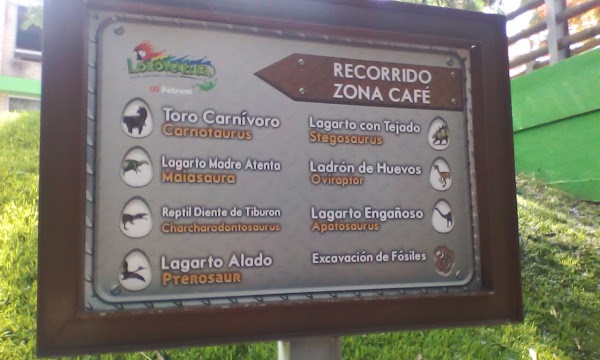 RECORRIDO
ZONA CAFÉ
Toro Carnívoro
Carnotaurus
Lagarto Madre Atenta
Maiasaura
Reptil Diente de Tiburon
Charcharodontosaurus
Lagarto Alado
Pterosaur
Lagarto con Tejado
Stegosaurus
Ladrón de Huevos
Oviraptor
Lagarto Engañoso
Apatosaurus
Excavación de Fósiles